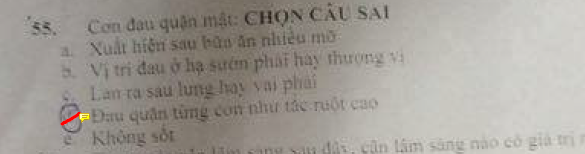 55. Cơn đau quặn mật: CHỌN CÂU SAI
a. Xuất hiện sau bữa ăn nhiều mỡ
b. Vị trí đau ở hạ sườn phải hay thượng vị
c. Lan ra sau lưng hay vai phải
Đau quặn từng cơn như tắc ruột cao
e. Không sốt
lâm sàng sau đây, cận lâm sàng nào có giá trị